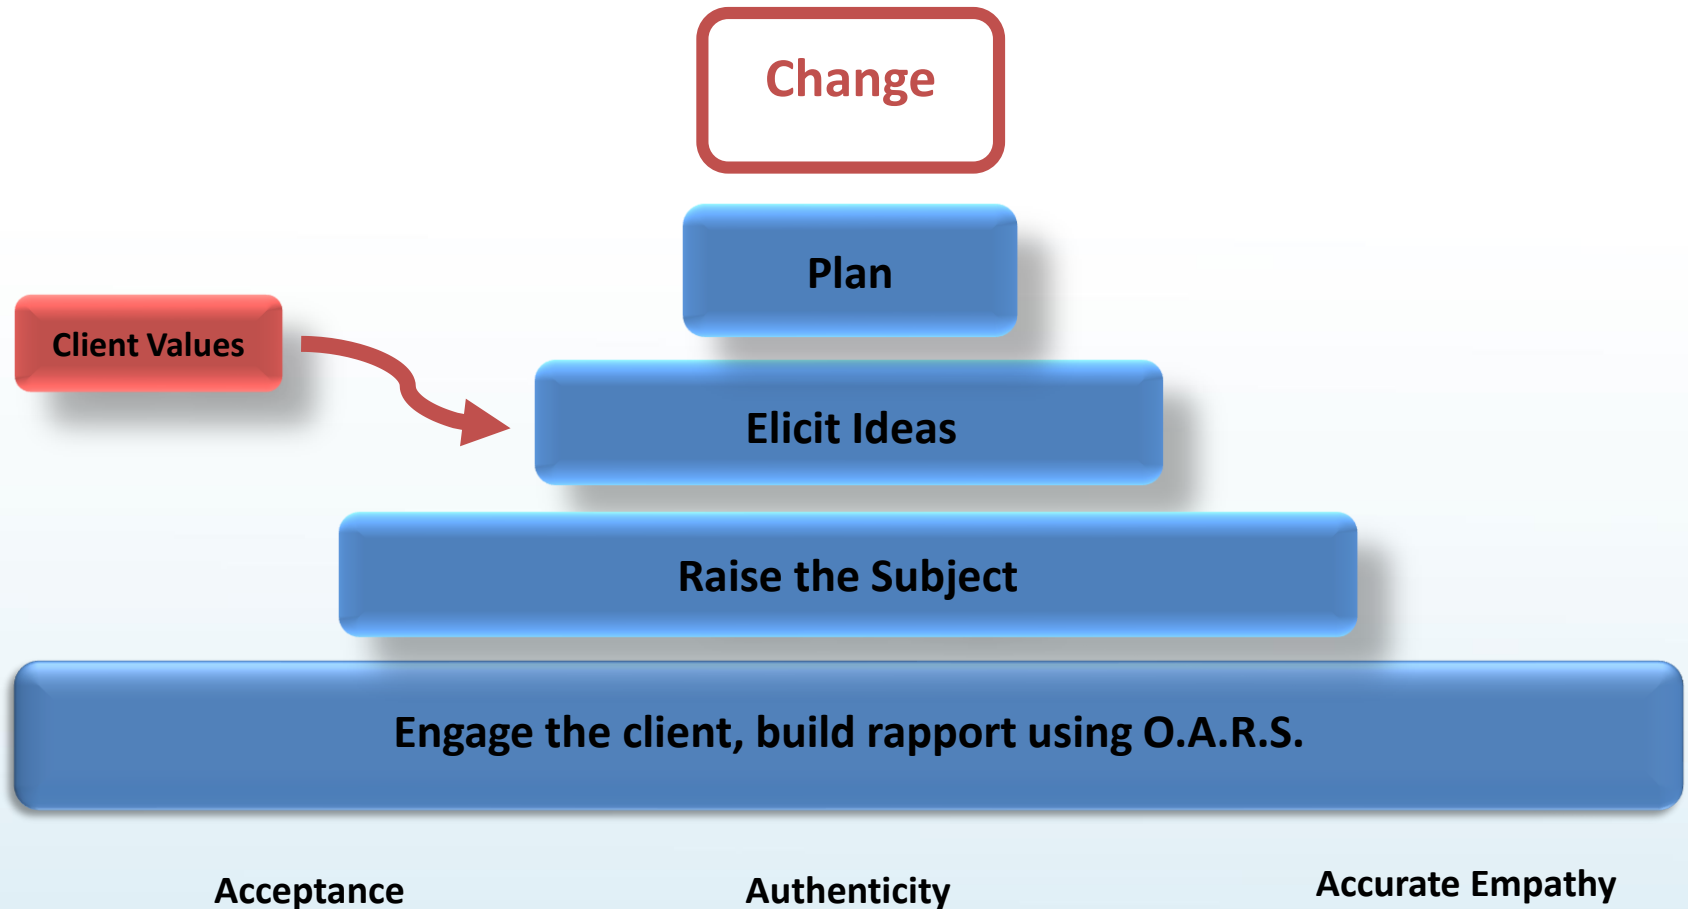 Change
Plan
Client Values
Elicit Ideas
Raise the Subject
Engage the client, build rapport using O.A.R.S.
Acceptance
Authenticity
Accurate Empathy